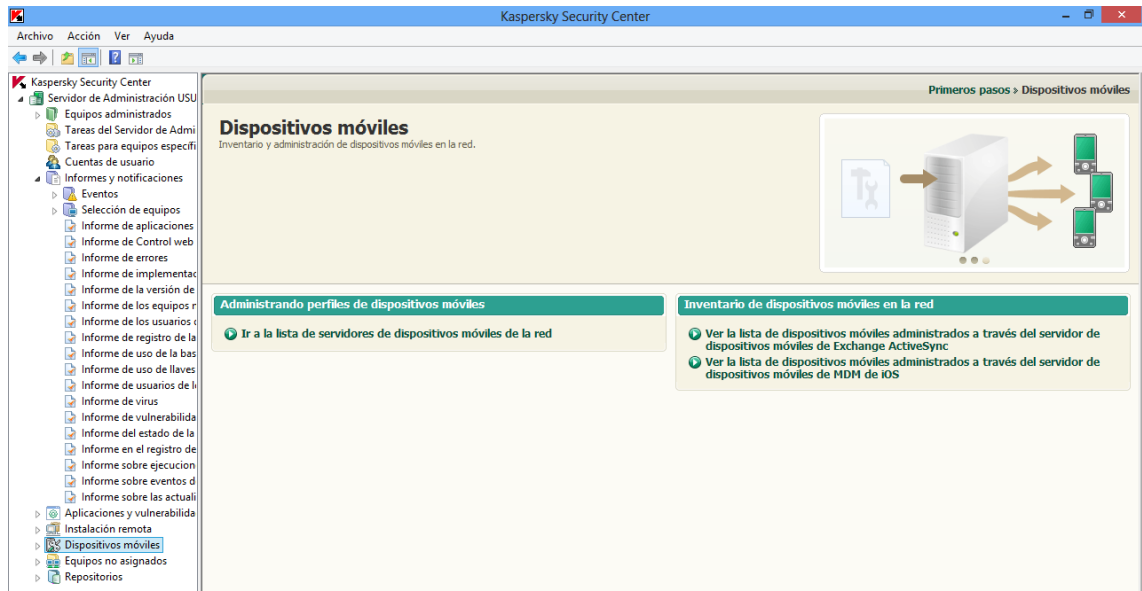 Kaspersky Security Center
Archivo Acción Ver Ayuda
Kaspersky Security Center
Servidor de Administración USU
Equipos administrados
Tareas del Servidor de Admi
Tareas para equipos específi
Cuentas de usuario
Informes y notificaciones
Eventos
Selección de equipos
Informe de aplicaciones
Informe de Control web
Informe de errores
Informe de implementac
Informe de la versión de
Informe de los equipos r
Informe de los usuarios
Informe de registro de la
Informe de uso de la bas
Informe de uso de llaves
Informe de usuarios de l
Informe de virus
Informe de vulnerabilida
Informe del estado de la
Informe en el registro de
Informe sobre ejecucion
Informe sobre eventos d
Informe sobre las actuali
Aplicaciones y vulnerabilida
Instalación remota
Dispositivos móviles
Equipos no asignados
Repositorios
Primeros pasos › Dispositivos móviles
Dispositivos móviles
Inventario y administración de dispositivos móviles en la red.
Administrando perfiles de dispositivos móviles
Ir a la lista de servidores de dispositivos móviles de la red
Inventario de dispositivos móviles en la red
Ver la lista de dispositivos móviles administrados a través del servidor de
dispositivos móviles de Exchange ActiveSync
Ver la lista de dispositivos móviles administrados a través del servidor de
dispositivos móviles de MDM de iOS